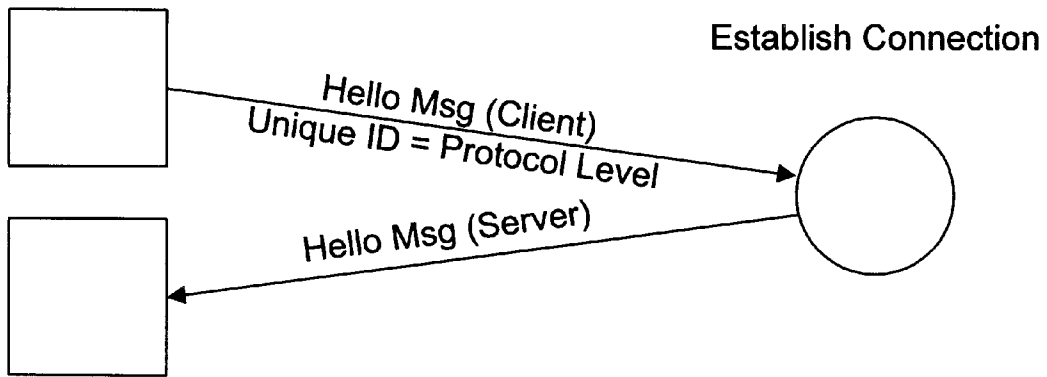 Establish Connection
Hello Msg (Client)
Unique ID = Protocol Level
Hello Msg (Server)